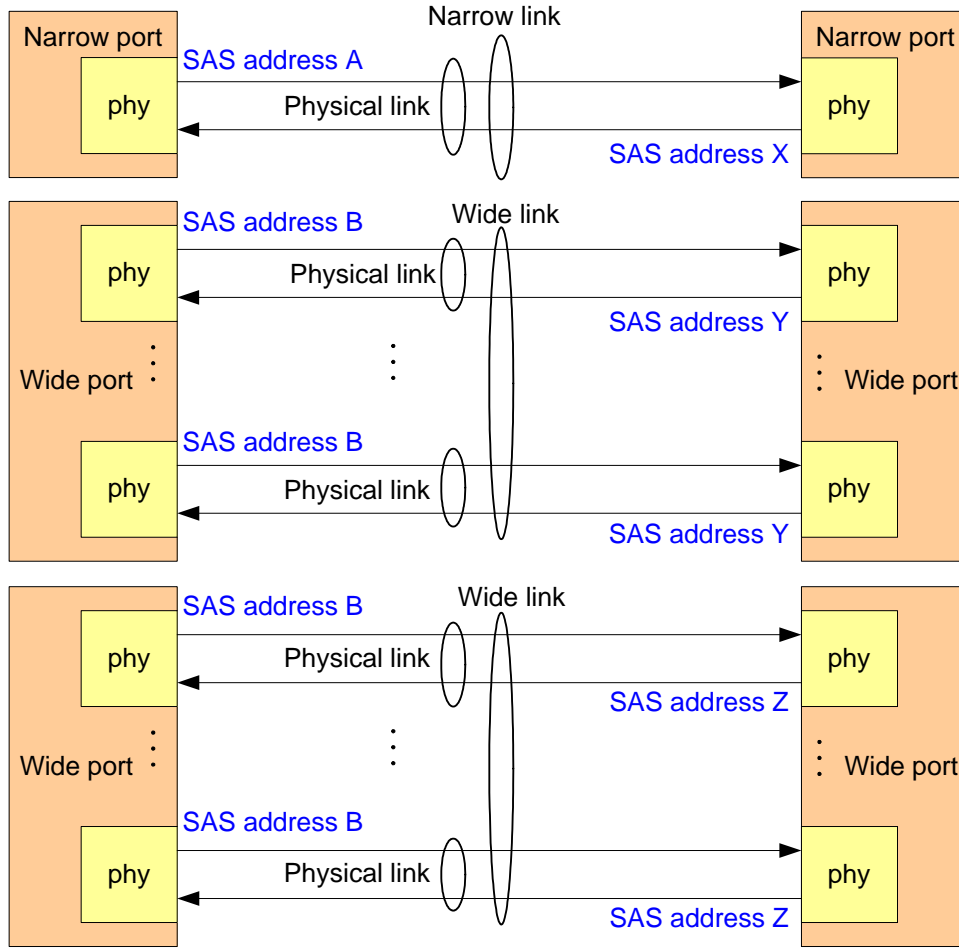 Narrow link
Narrow port
Narrow port
SAS address A
phy
Physical link
phy
SAS address X
SAS address B
Wide link
phy
Physical link
phy
SAS address Y
Wide port
Wide port
SAS address B
phy
Physical link
phy
SAS address Y
SAS address B
Wide link
phy
Physical link
phy
SAS address Z
Wide port
Wide port
SAS address B
phy
Physical link
phy
SAS address Z